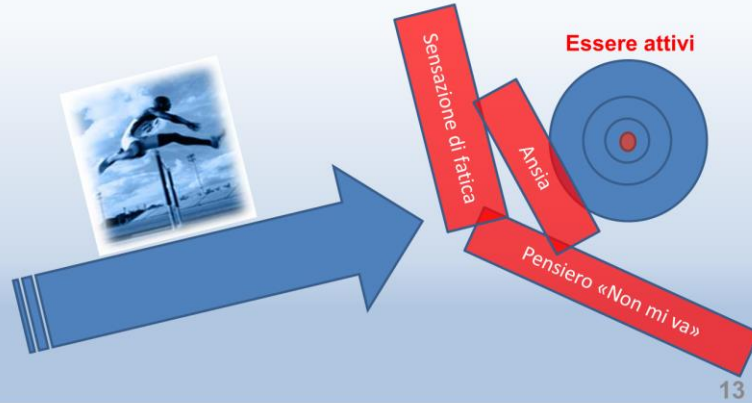 Essere attivi
Sensazione di fatica
Ansia
Pensiero «Non mi va»
13